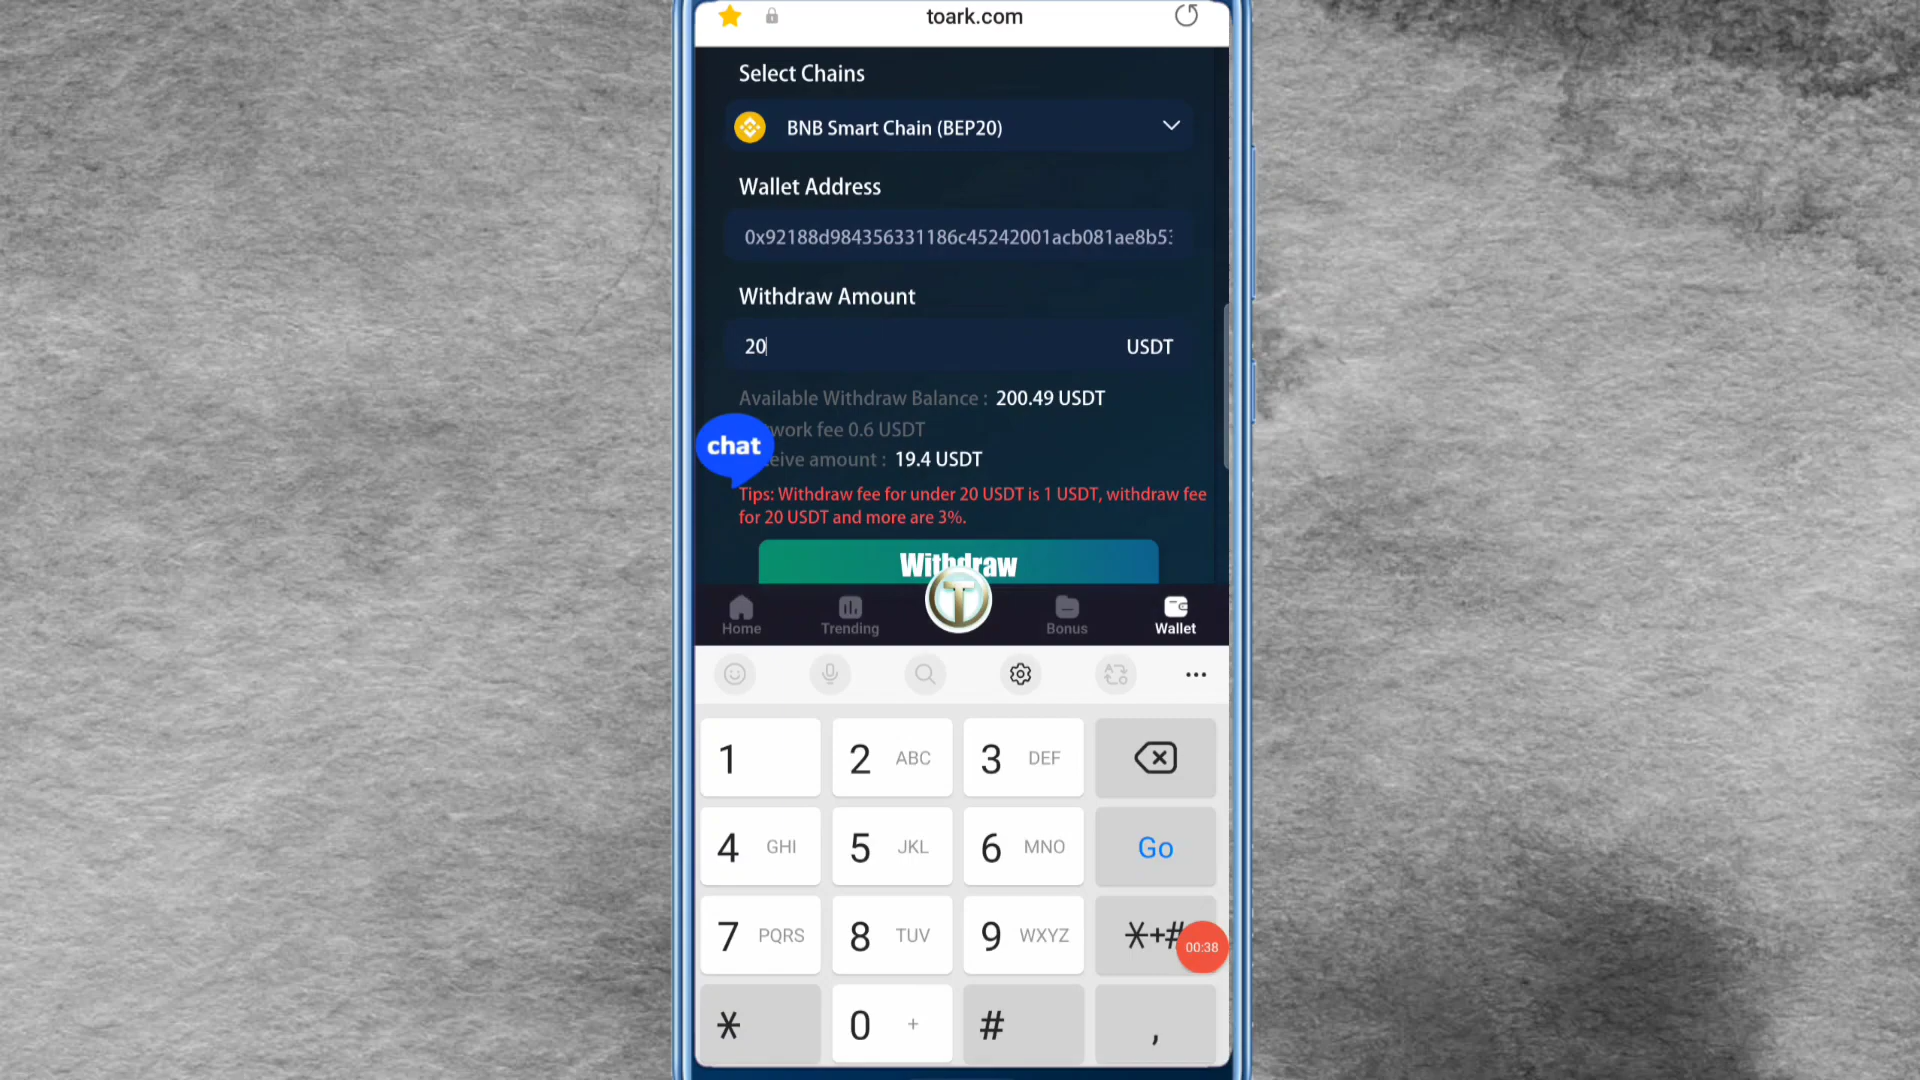 toark.com
Select Chains
BNB Smart Chain (BEP20)
Wallet Address
0x92188d984356331186c45242001acb081ae8b5
Withdraw Amount
20 USDT
Available Withdraw Balance : 200.49 USDT
work fee 0.6 USDT
chat
eive amount : 19.4 USDT
Tips: Withdraw fee for under 20 USDT is 1 USDT, withdraw fee
for 20 USDT and more are 3%.
Withdraw
T
Home Trending Bonus Wallet
1 2 ABC 3 DEF
4 GHI 5 JKL 6 MNO Go
7 PQRS 8 TUV 9 WXYZ *+#
00:38
* 0 + # ,